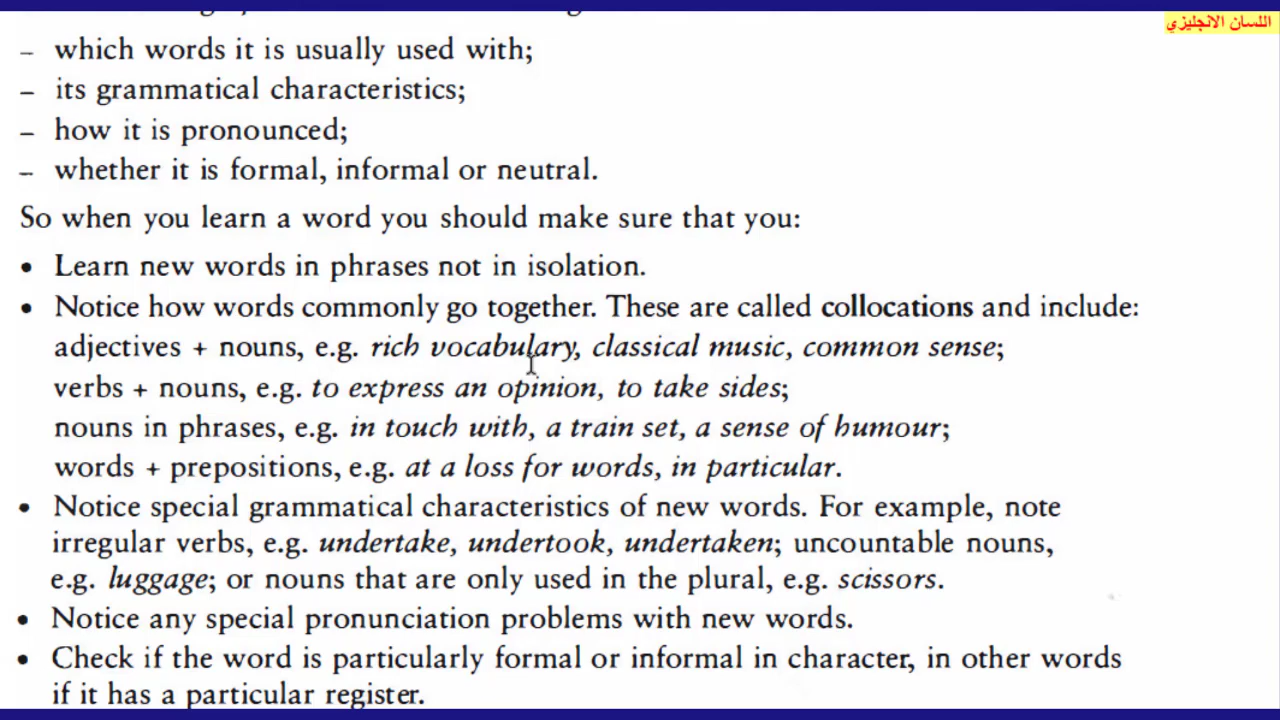 اللسان الانجليزي
– which words it is usually used with;
– its grammatical characteristics;
– how it is pronounced;
– whether it is formal, informal or neutral.
So when you learn a word you should make sure that you:
• Learn new words in phrases not in isolation.
• Notice how words commonly go together. These are called collocations and include:
adjectives + nouns, e.g. rich vocabulary, classical music, common sense;
verbs + nouns, e.g. to express an opinion, to take sides;
nouns in phrases, e.g. in touch with, a train set, a sense of humour;
words + prepositions, e.g. at a loss for words, in particular.
• Notice special grammatical characteristics of new words. For example, note
irregular verbs, e.g. undertake, undertook, undertaken; uncountable nouns,
e.g. luggage; or nouns that are only used in the plural, e.g. scissors.
• Notice any special pronunciation problems with new words.
• Check if the word is particularly formal or informal in character, in other words
if it has a particular register.